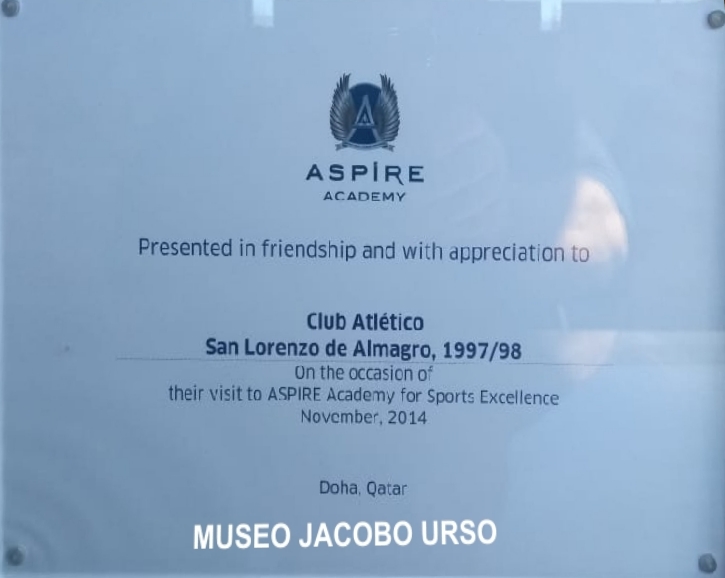 ASPIRE
ACADEMY
Presented in friendship and with appreciation to
Club Atlético
San Lorenzo de Almagro, 1997/98
On the occasion of
their visit to ASPIRE Academy for Sports Excellence
November, 2014
Doha, Qatar
MUSEO JACOBO URSO